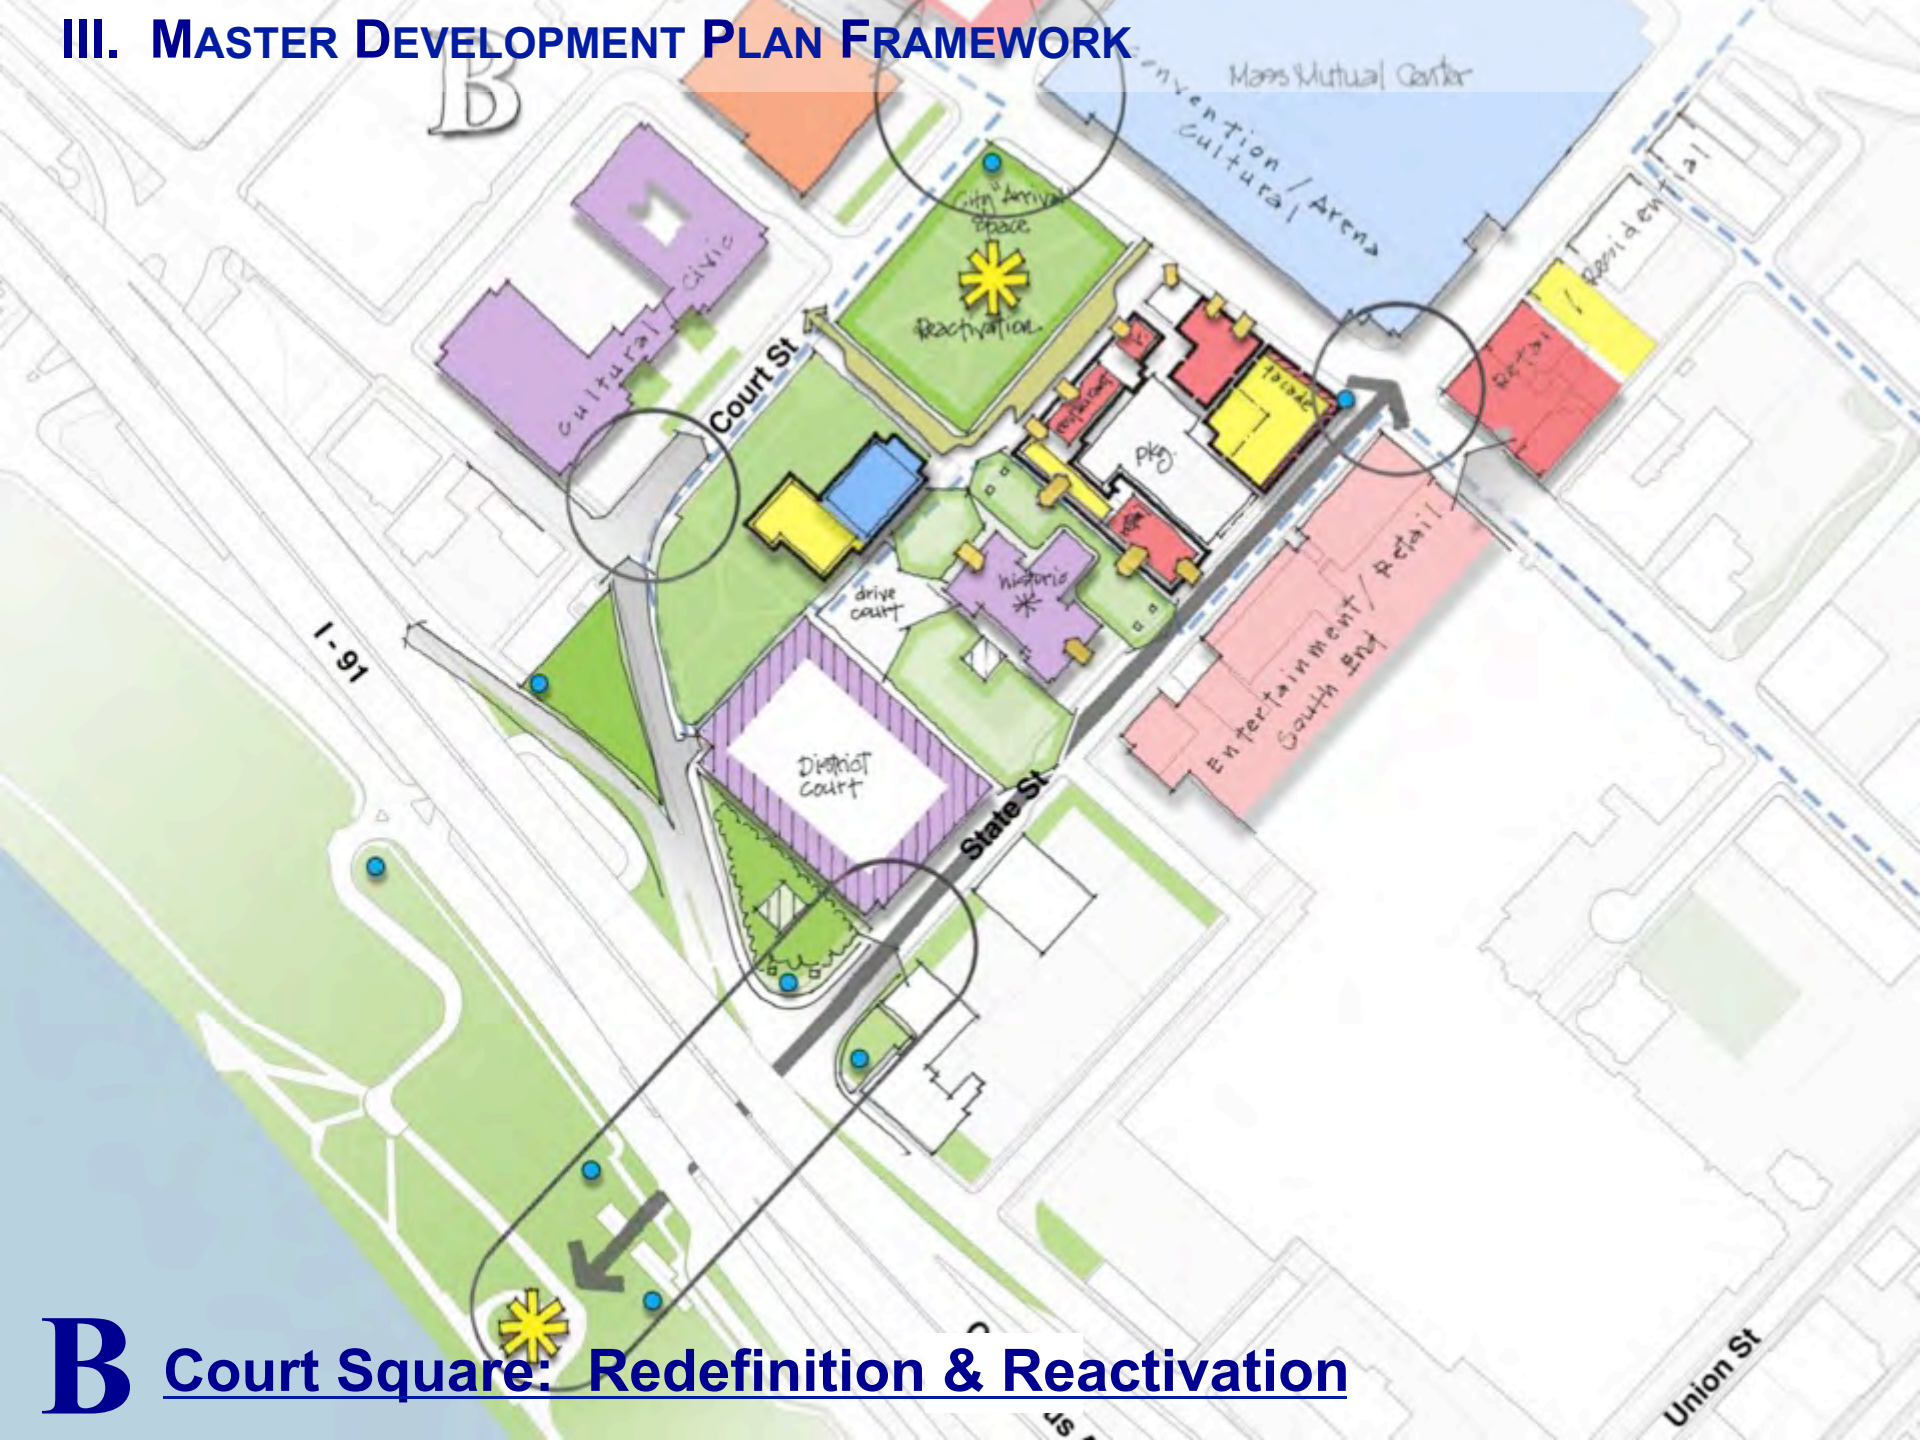 III. MASTER DEVELOPMENT PLAN FRAMEWORK
B
Mass Mutual Center
convention / Arena
cultural
Residential
"City" Arrival
Space
Reactivation
civic
cultural
Court St
Retail
facade
pkg.
historic
drive
court
I - 91
Entertainment / Retail
South End
District
court
State St
Union St
B Court Square: Redefinition & Reactivation